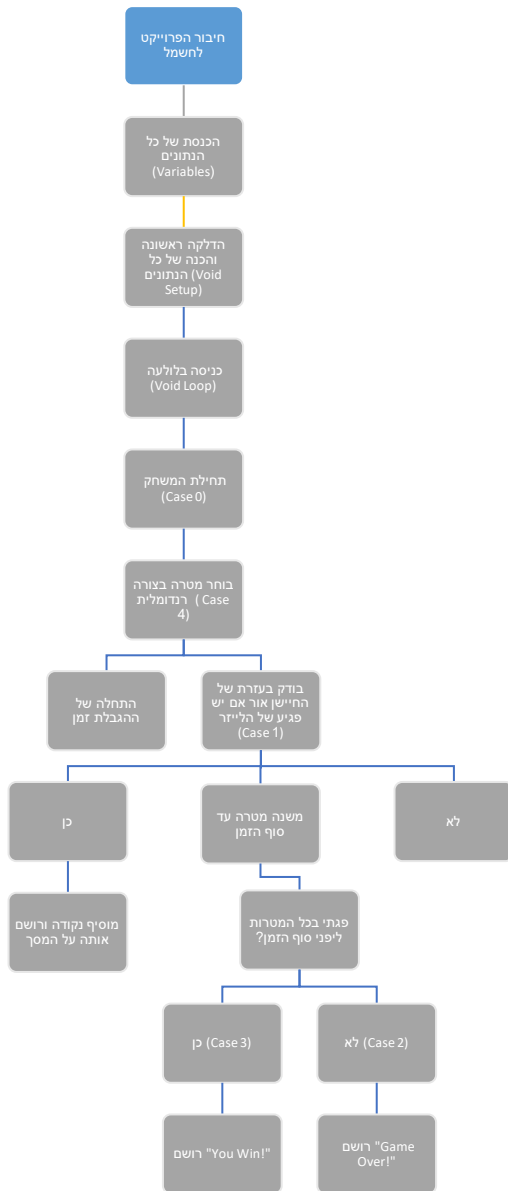 חיבור הפרוייקט
לחשמל
הכנסת של כל
הנתונים
(Variables)
הדלקה ראשונה
והכנה של כל
הנתונים (Void
Setup)
כניסה בלולעה
(Void Loop)
תחילת המשחק
(Case 0)
בוחר מטרה בצורה
רנדומלית ( Case
4)
התחלה של
ההגבלת זמן
בודק בעזרת של
החיישן אור אם יש
פגיע של הלייזר
(Case 1)
כן
משנה מטרה עד
סוף הזמן
לא
מוסיף נקודה ורושם
אותה על המסך
פגתי בכל המטרות
ליפני סוף הזמן?
כן (Case 3)
לא (Case 2)
רושם "You Win!"
רושם "Game
Over!"